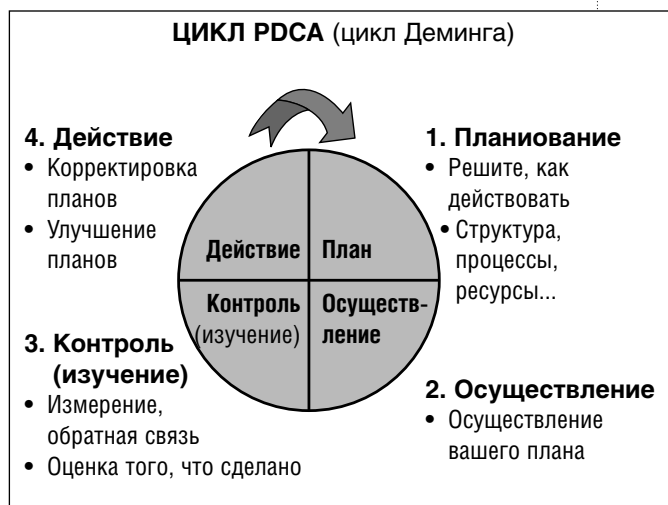 ЦИКЛ PDCA (цикл Деминга)
4. Действие
• Корректировка
планов
• Улучшение
планов
1. Планиование
• Решите, как
действовать
• Структура,
процессы,
ресурсы...
Действие
План
Контроль
(изучение)
Осуществ-
ление
3. Контроль
(изучение)
• Измерение,
обратная связь
• Оценка того, что сделано
2. Осуществление
• Осуществление
вашего плана